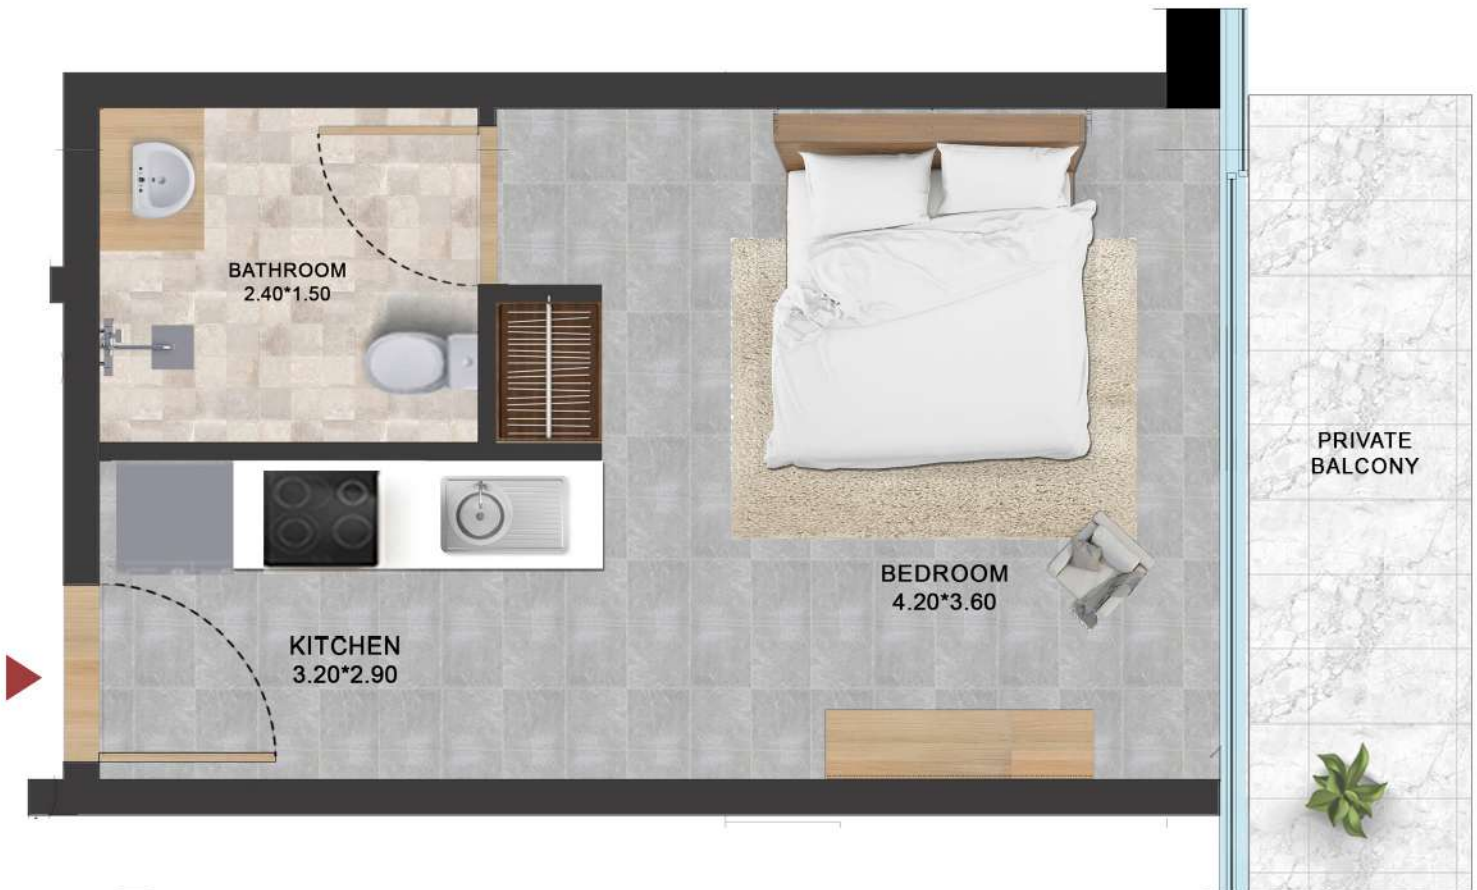 BATHROOM
2.40*1.50
PRIVATE
BALCONY
BEDROOM
4.20*3.60
KITCHEN
3.20*2.90